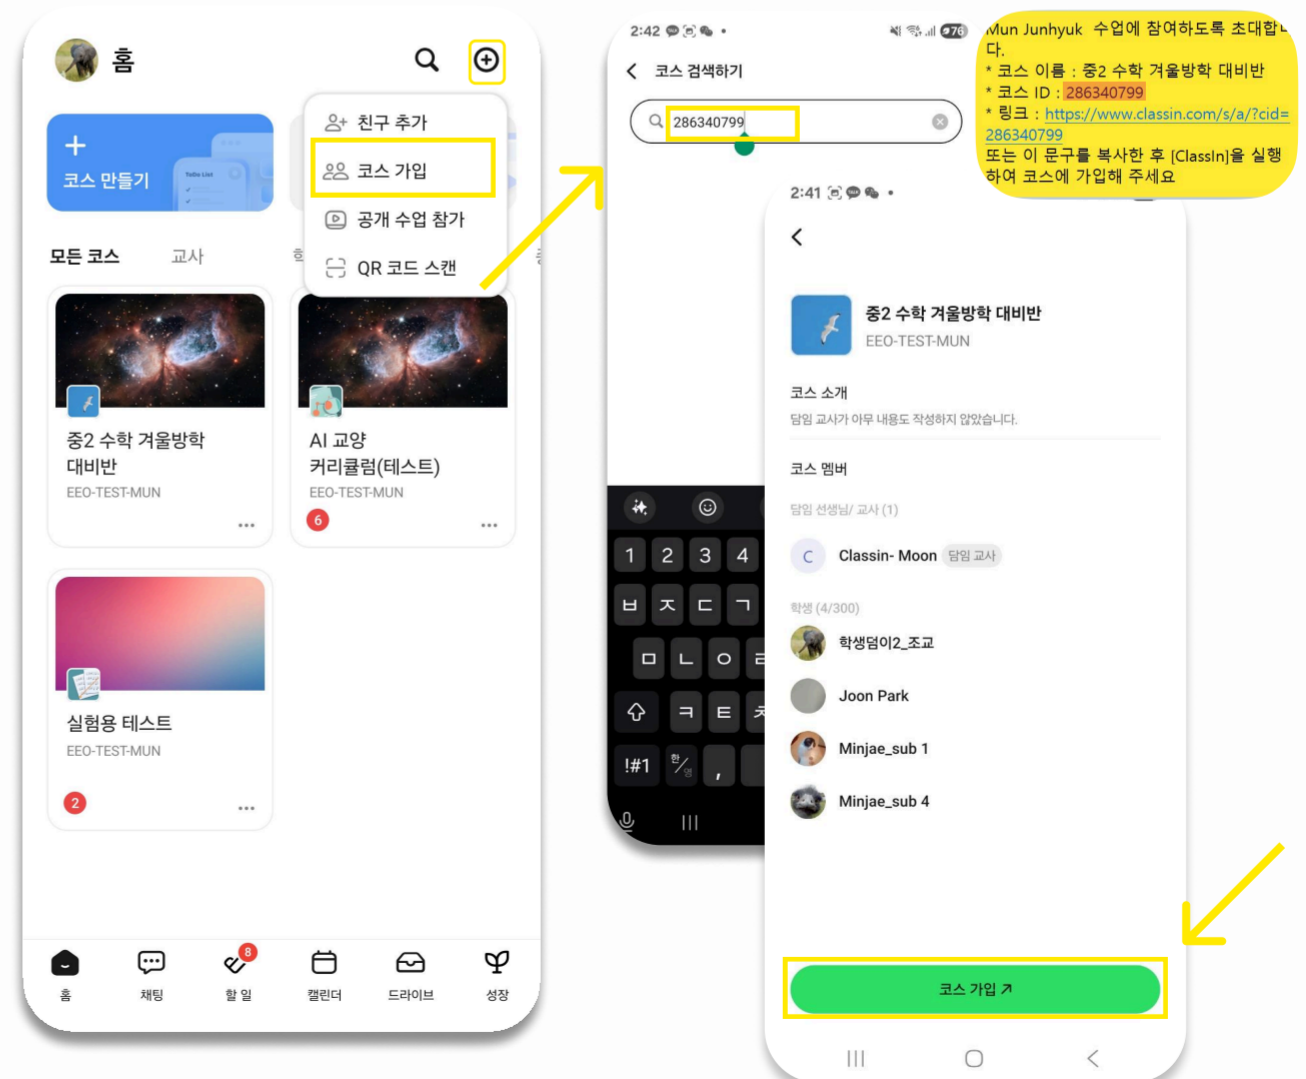 홈
친구 추가
코스 가입
공개 수업 참가
QR 코드 스캔
+
코스 만들기
ToDo List
모든 코스
교사
중2 수학 겨울방학
대비반
EEO-TEST-MUN
AI 교양
커리큘럼(테스트)
EEO-TEST-MUN
6
실험용 테스트
EEO-TEST-MUN
2
홈
채팅
8
할 일
캘린더
드라이브
성장
2:42
76
코스 검색하기
286340799
1 2 3 4
ㅂ ㅈ ㄷ ㄱ
ㅁ ㄴ ㅇ ㄹ
ㅋ ㅌ ㅊ
!#1 한/영 ,
Mun Junhyuk 수업에 참여하도록 초대합니
다.
* 코스 이름 : 중2 수학 겨울방학 대비반
* 코스 ID : 286340799
* 링크 : https://www.classin.com/s/a/?cid=
286340799
또는 이 문구를 복사한 후 [ClassIn]을 실행
하여 코스에 가입해 주세요
2:41
중2 수학 겨울방학 대비반
EEO-TEST-MUN
코스 소개
담임 교사가 아무 내용도 작성하지 않았습니다.
코스 멤버
담임 선생님/ 교사 (1)
C
Classin- Moon 담임 교사
학생 (4/300)
학생덤이2_조교
Joon Park
Minjae_sub 1
Minjae_sub 4
코스 가입